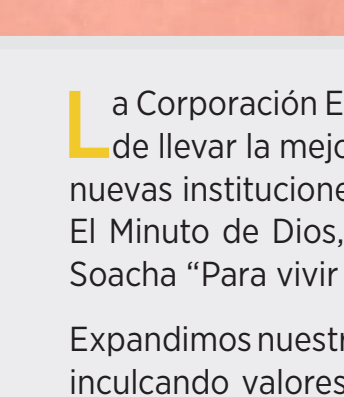 La Corporación E
de llevar la mejo
nuevas institucione
El Minuto de Dios,
Soacha “Para vivir
Expandimos nuestr
inculcando valores